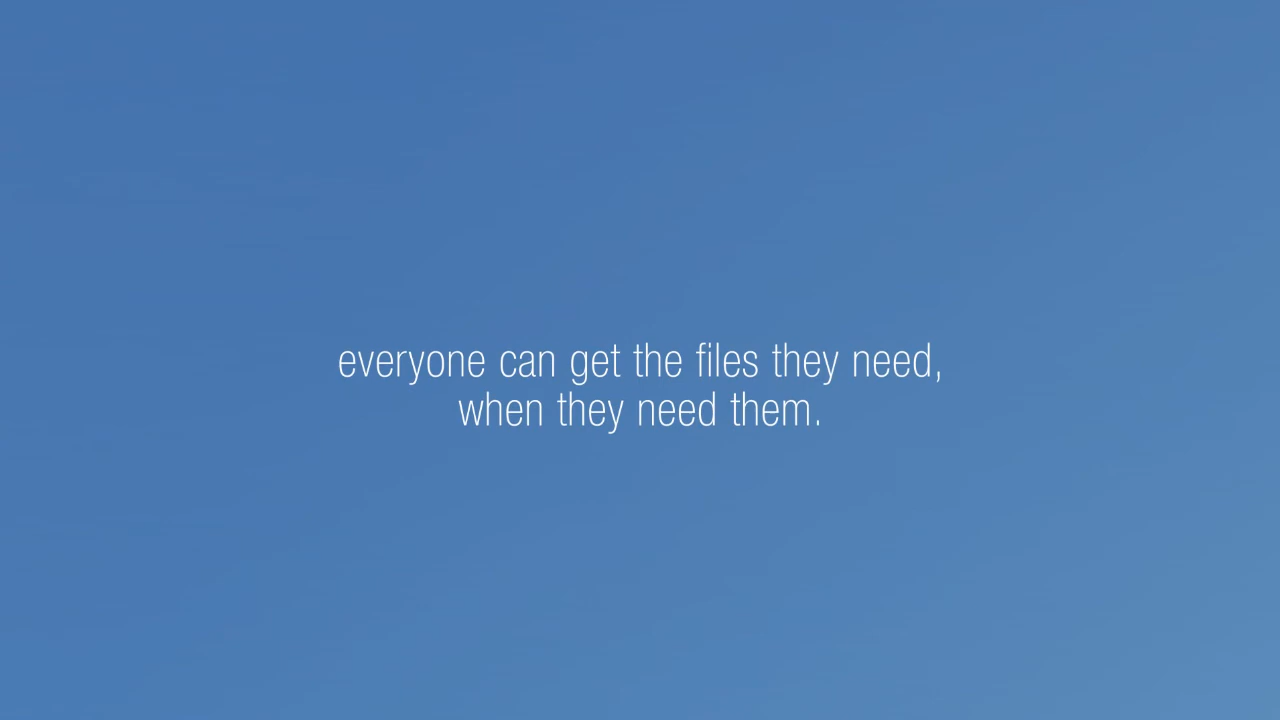 everyone can get the files they need,
when they need them.